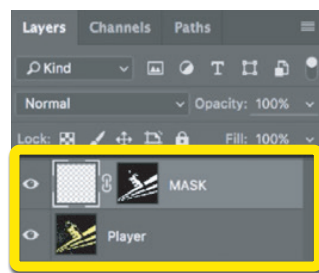 Layers Channels Paths
Kind
Normal Opacity: 100%
Lock: Fill: 100%
MASK
Player